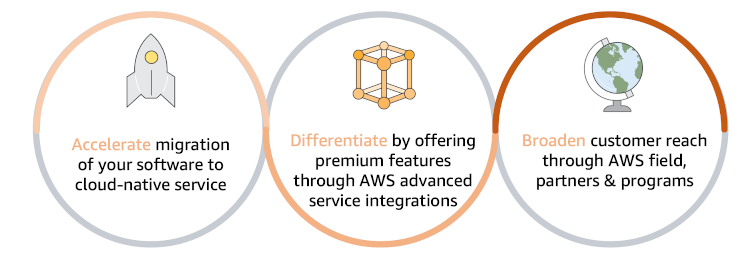 Accelerate migration
of your software to
cloud-native service
Differentiate by offering
premium features
through AWS advanced
service integrations
Broaden customer reach
through AWS field,
partners & programs